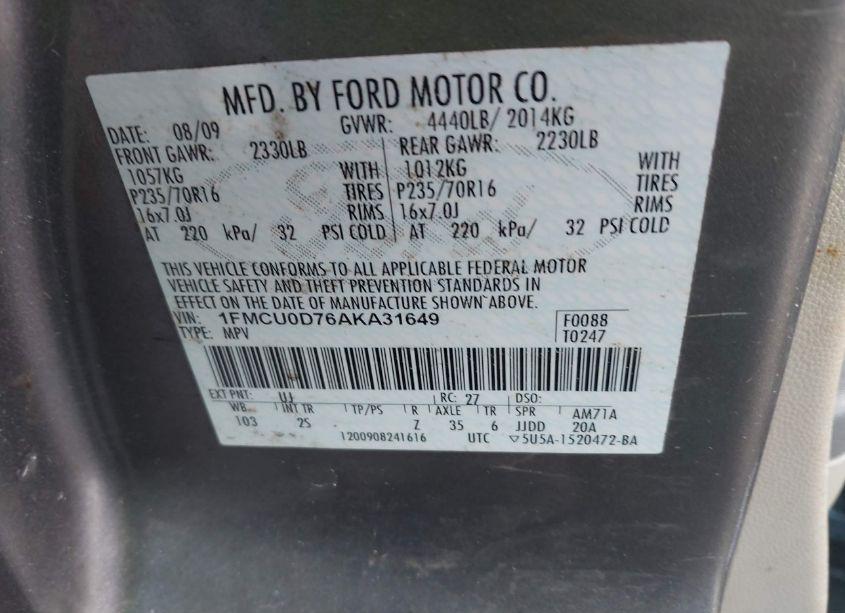 MFD. BY FORD MOTOR CO.
DATE: 08/09 GVWR: 4440LB/ 2014KG
FRONT GAWR: 2330LB REAR GAWR: 2230LB
1057KG WITH 1012KG WITH
P235/70R16 TIRES P235/70R16 TIRES
16x7.0J RIMS 16x7.0J RIMS
AT 220 kPa/ 32 PSI COLD AT 220 kPa/ 32 PSI COLD
THIS VEHICLE CONFORMS TO ALL APPLICABLE FEDERAL MOTOR
VEHICLE SAFETY AND THEFT PREVENTION STANDARDS IN
EFFECT ON THE DATE OF MANUFACTURE SHOWN ABOVE.
VIN: 1FMCU0D76AKA31649 F0088
TYPE: MPV T0247
EXT PNT: UJ RC: 27 DSO:
WB INT TR TP/PS R AXLE TR SPR AM71A
103 2S Z 35 6 JJDD 20A
1200908241616 UTC ▽5U5A-1520472-BA